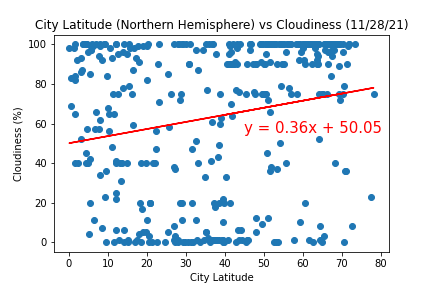 City Latitude (Northern Hemisphere) vs Cloudiness (11/28/21)
100
80
60
40
20
0
Cloudiness (%)
y = 0.36x + 50.05
0 10 20 30 40 50 60 70 80
City Latitude